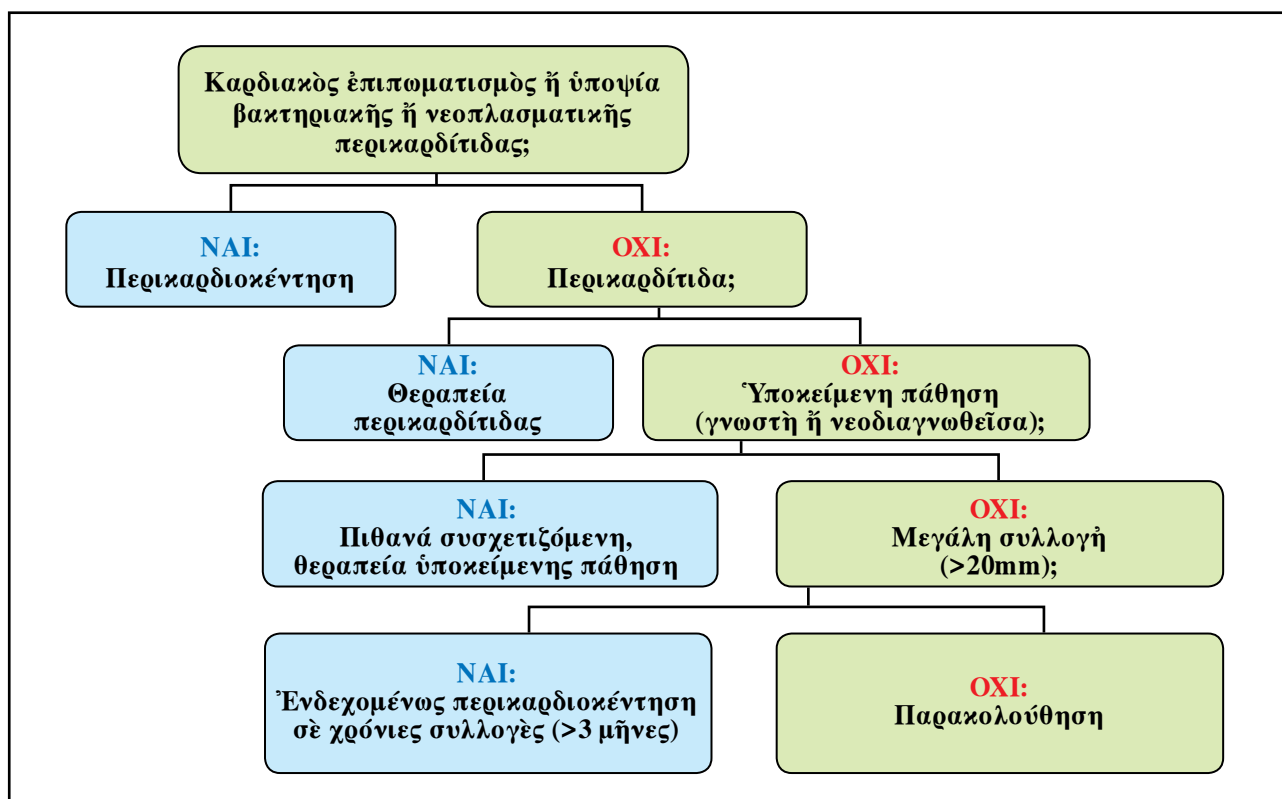 Καρδιακὸς ἐπιπωματισμὸς ἤ ὑποψία
βακτηριακῆς ἤ νεοπλασματικῆς
περικαρδίτιδας;
ΝΑΙ:
Περικαρδιοκέντηση
ΟΧΙ:
Περικαρδίτιδα;
ΝΑΙ:
Θεραπεία
περικαρδίτιδας
ΟΧΙ:
Ὑποκείμενη πάθηση
(γνωστὴ ἤ νεοδιαγνωθεῖσα);
ΝΑΙ:
Πιθανά συσχετιζόμενη,
θεραπεία ὑποκείμενης πάθηση
ΟΧΙ:
Μεγάλη συλλογὴ
(>20mm);
ΝΑΙ:
Ἐνδεχομένως περικαρδιοκέντηση
σὲ χρόνιες συλλογὲς (>3 μῆνες)
ΟΧΙ:
Παρακολούθηση